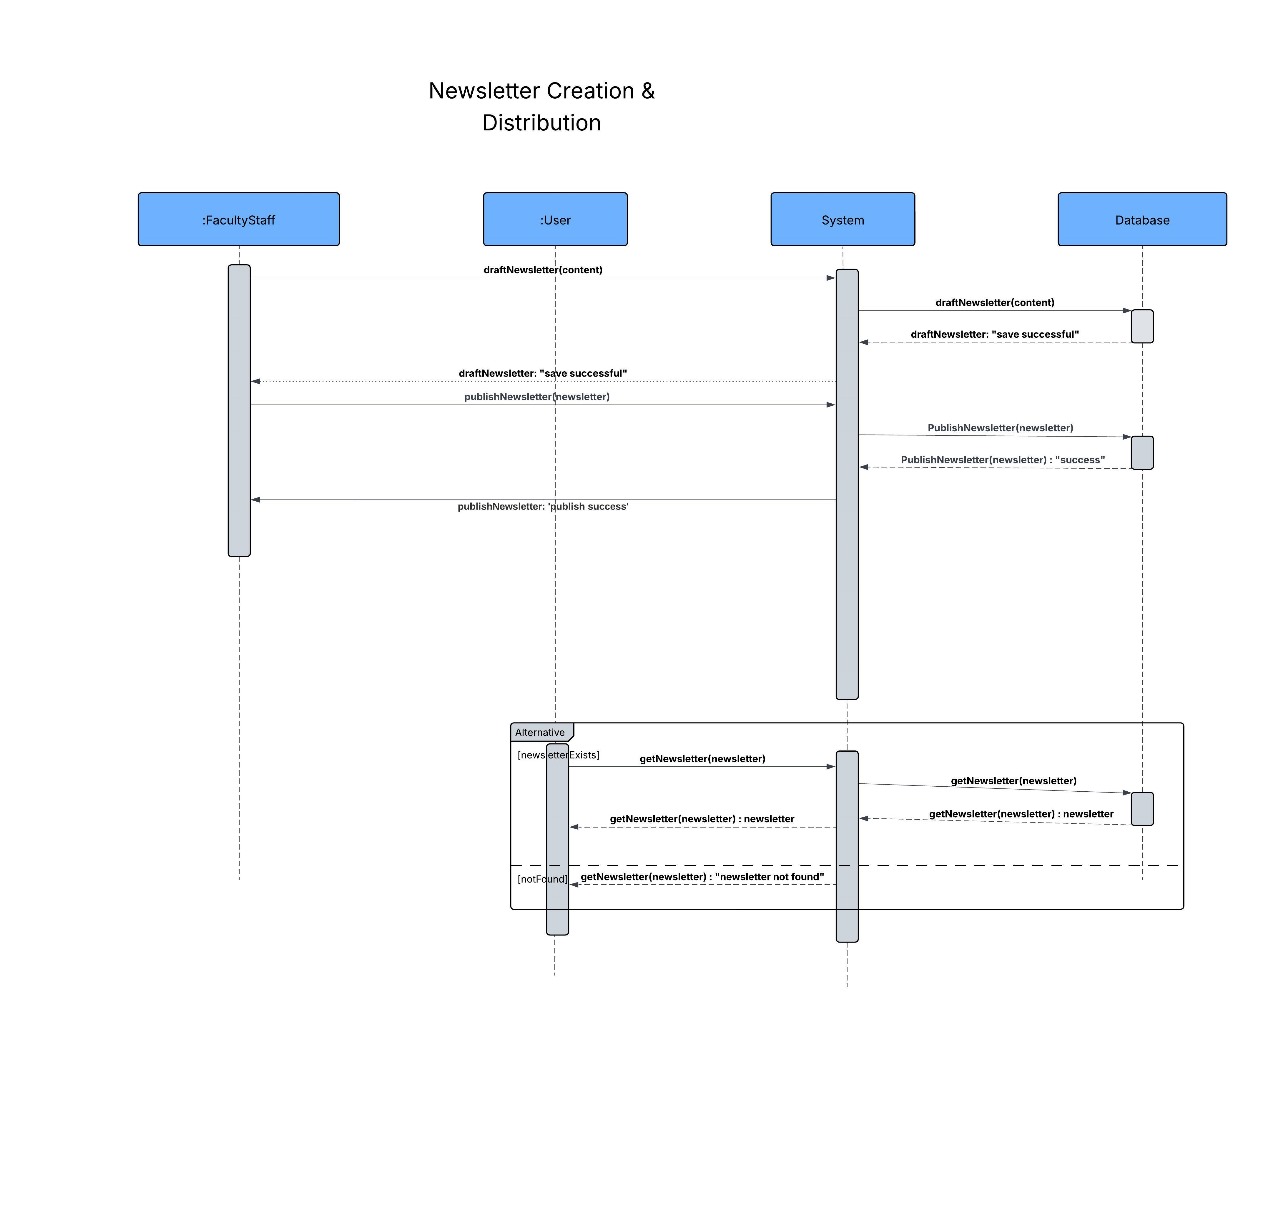 Newsletter Creation &
Distribution
:FacultyStaff
:User
System
Database
draftNewsletter(content)
draftNewsletter(content)
draftNewsletter: "save successful"
draftNewsletter: "save successful"
publishNewsletter(newsletter)
PublishNewsletter(newsletter)
PublishNewsletter(newsletter) : "success"
publishNewsletter: 'publish success'
Alternative
[newsletterExists]
getNewsletter(newsletter)
getNewsletter(newsletter)
getNewsletter(newsletter) : newsletter
getNewsletter(newsletter) : newsletter
[notFound]
getNewsletter(newsletter) : "newsletter not found"